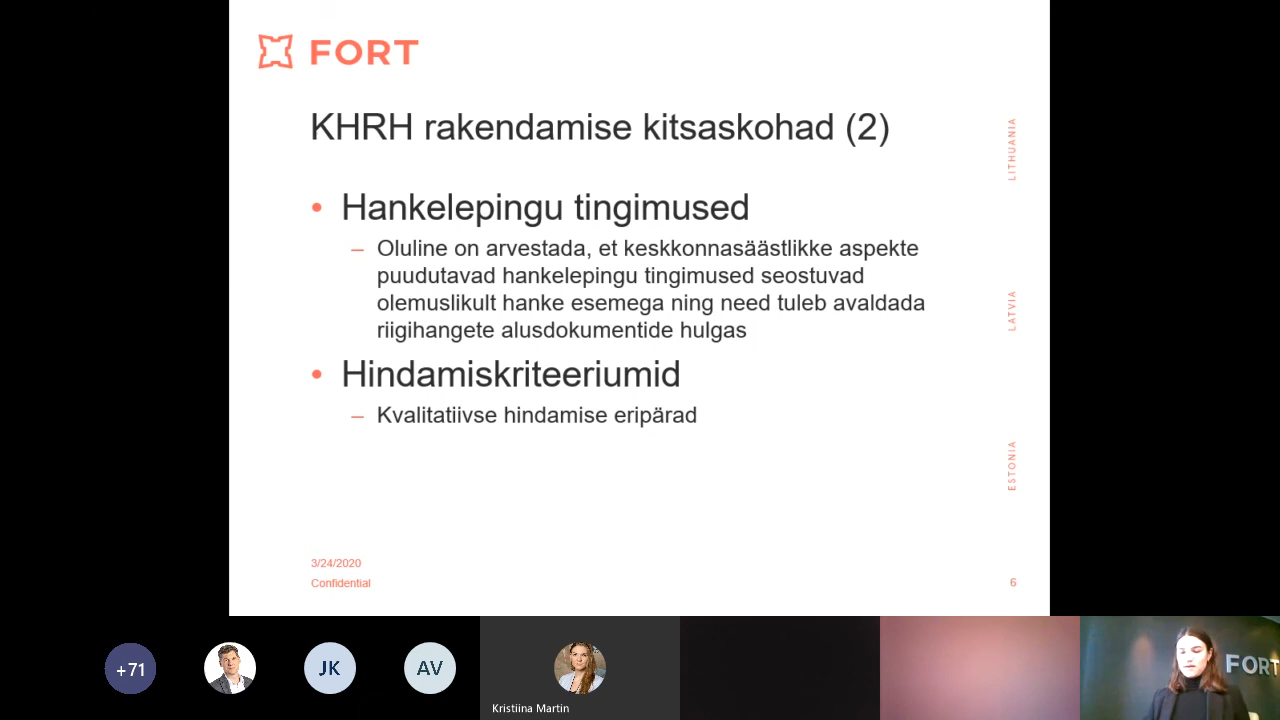 FORT
KHRH rakendamise kitsaskohad (2)
• Hankelepingu tingimused
– Oluline on arvestada, et keskkonnasäästlikke aspekte
puudutavad hankelepingu tingimused seostuvad
olemuslikult hanke esemega ning need tuleb avaldada
riigihangete alusdokumentide hulgas
• Hindamiskriteeriumid
– Kvalitatiivse hindamise eripärad
LITHUANIA
LATVIA
ESTONIA
3/24/2020
Confidential
6
+71
JK
AV
Kristiina Martin
FORT